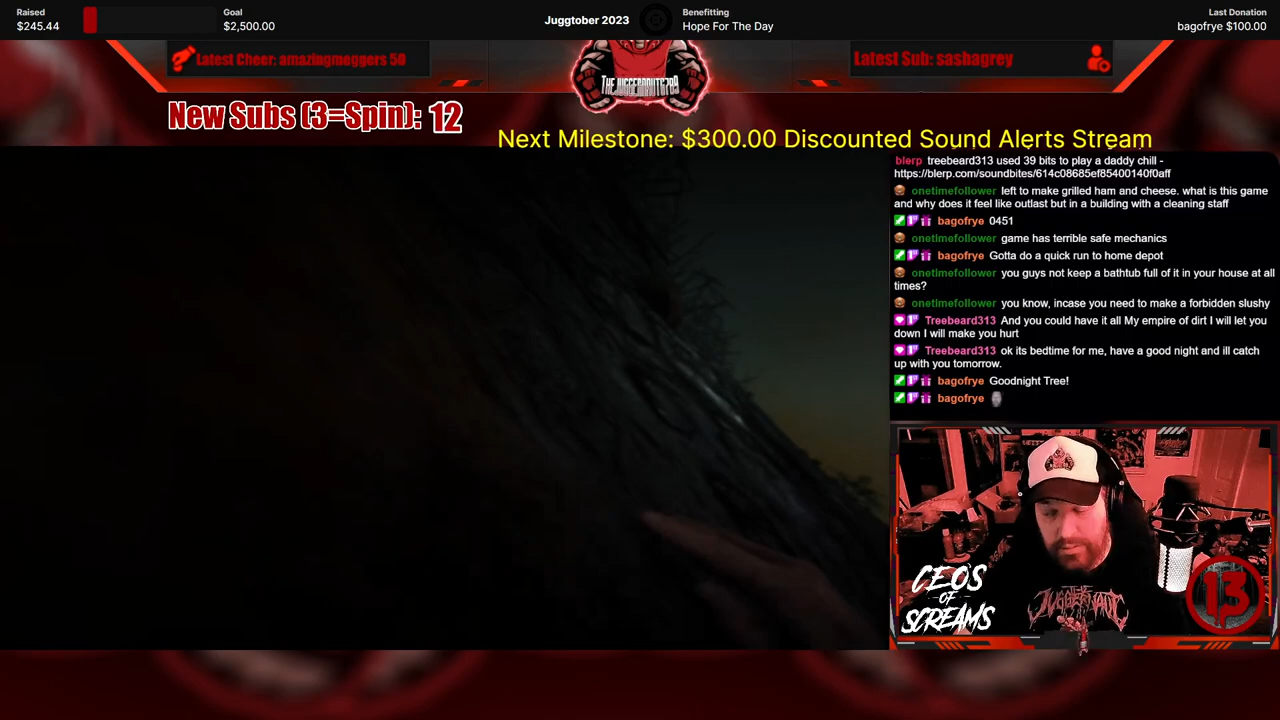 Raised
$245.44
Goal
$2,500.00
Juggtober 2023
Benefitting
Hope For The Day
Last Donation
bagofrye $100.00
Latest Cheer: amazingmoggers 50
THEJUGGERNAUT6789
Latest Sub: sashagrey
New Subs (3=Spin): 12
Next Milestone: $300.00 Discounted Sound Alerts Stream
blerp treebeard313 used 39 bits to play a daddy chill -
https://blerp.com/soundbites/614c08685ef85400140f0aff
onetimefollower left to make grilled ham and cheese. what is this game
and why does it feel like outlast but in a building with a cleaning staff
bagofrye 0451
onetimefollower game has terrible safe mechanics
bagofrye Gotta do a quick run to home depot
onetimefollower you guys not keep a bathtub full of it in your house at all
times?
onetimefollower you know, incase you need to make a forbidden slushy
Treebeard313 And you could have it all My empire of dirt I will let you
down I will make you hurt
Treebeard313 ok its bedtime for me, have a good night and ill catch
up with you tomorrow.
bagofrye Goodnight Tree!
bagofrye
CEOS
OF
SCREAMS
THE
JUGGERNAUT
13